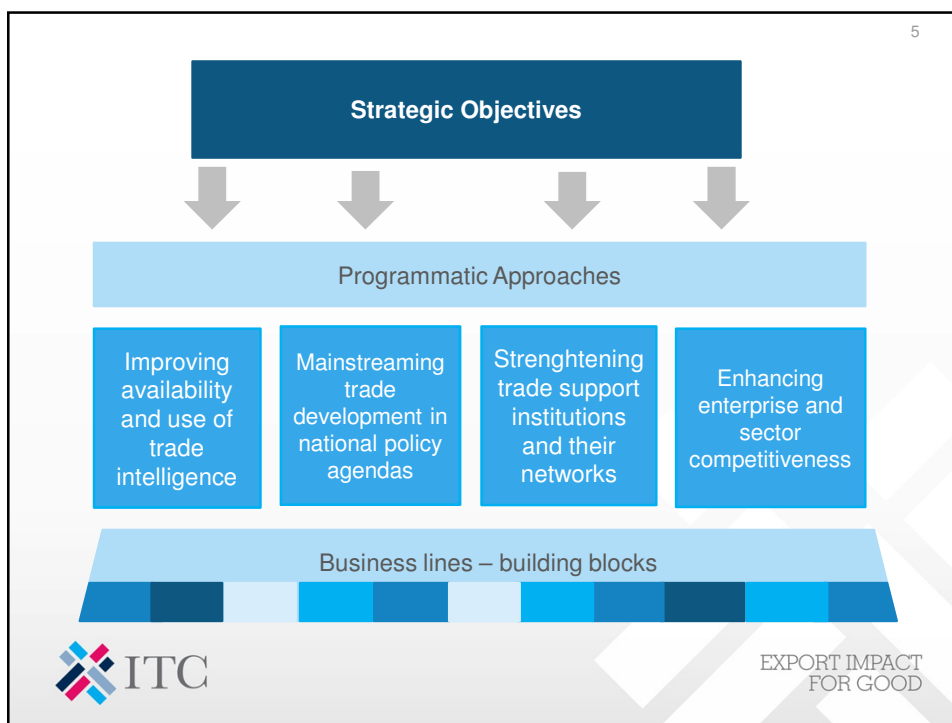 5
Strategic Objectives
Programmatic Approaches
Improving
availability
and use of
trade
intelligence
Mainstreaming
trade
development in
national policy
agendas
Strenghtening
trade support
institutions
and their
networks
Enhancing
enterprise and
sector
competitiveness
Business lines – building blocks
ITC
EXPORT IMPACT
FOR GOOD